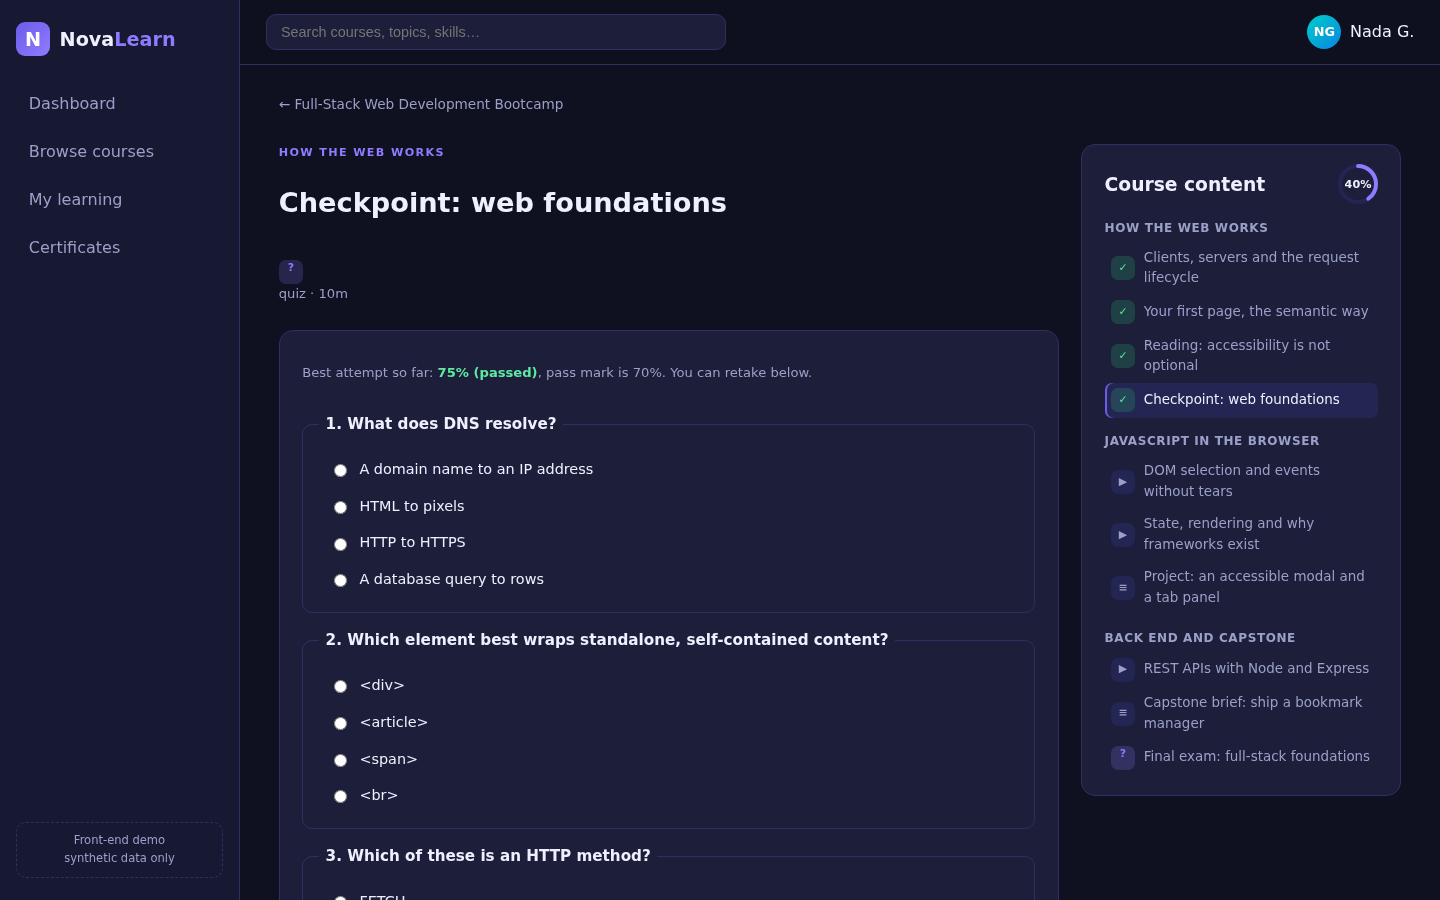 N NovaLearn
Dashboard
Browse courses
My learning
Certificates
Front-end demo
synthetic data only
Search courses, topics, skills…
NG Nada G.
← Full-Stack Web Development Bootcamp
HOW THE WEB WORKS
Checkpoint: web foundations
?
quiz · 10m
Best attempt so far: 75% (passed), pass mark is 70%. You can retake below.
1. What does DNS resolve?
A domain name to an IP address
HTML to pixels
HTTP to HTTPS
A database query to rows
2. Which element best wraps standalone, self-contained content?
<div>
<article>
<span>
<br>
3. Which of these is an HTTP method?
FETCH
Course content
40%
HOW THE WEB WORKS
✓ Clients, servers and the request
lifecycle
✓ Your first page, the semantic way
✓ Reading: accessibility is not
optional
✓ Checkpoint: web foundations
JAVASCRIPT IN THE BROWSER
▶ DOM selection and events
without tears
▶ State, rendering and why
frameworks exist
≡ Project: an accessible modal and
a tab panel
BACK END AND CAPSTONE
▶ REST APIs with Node and Express
≡ Capstone brief: ship a bookmark
manager
? Final exam: full-stack foundations